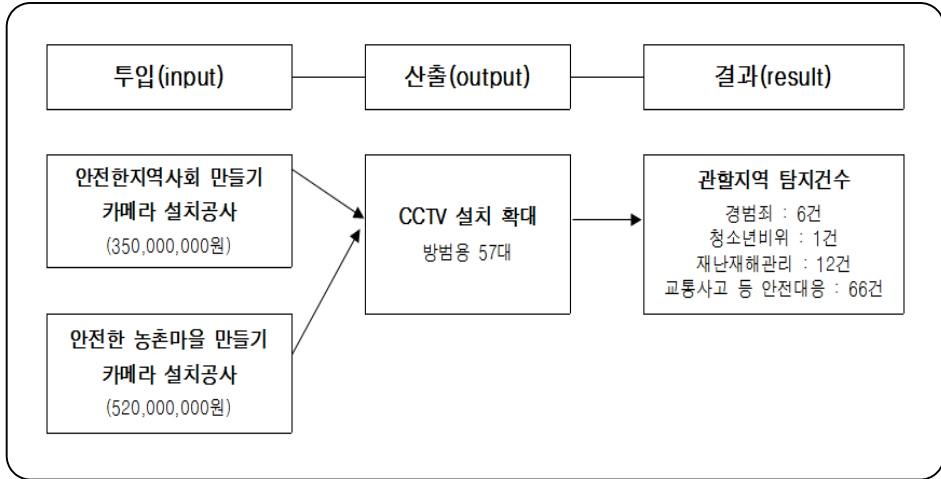 투입(input)
산출(output)
결과(result)
안전한지역사회 만들기
카메라 설치공사
(350,000,000원)
안전한 농촌마을 만들기
카메라 설치공사
(520,000,000원)
CCTV 설치 확대
방범용 57대
관할지역 탐지건수
경범죄 : 6건
청소년비위 : 1건
재난재해관리 : 12건
교통사고 등 안전대응 : 66건